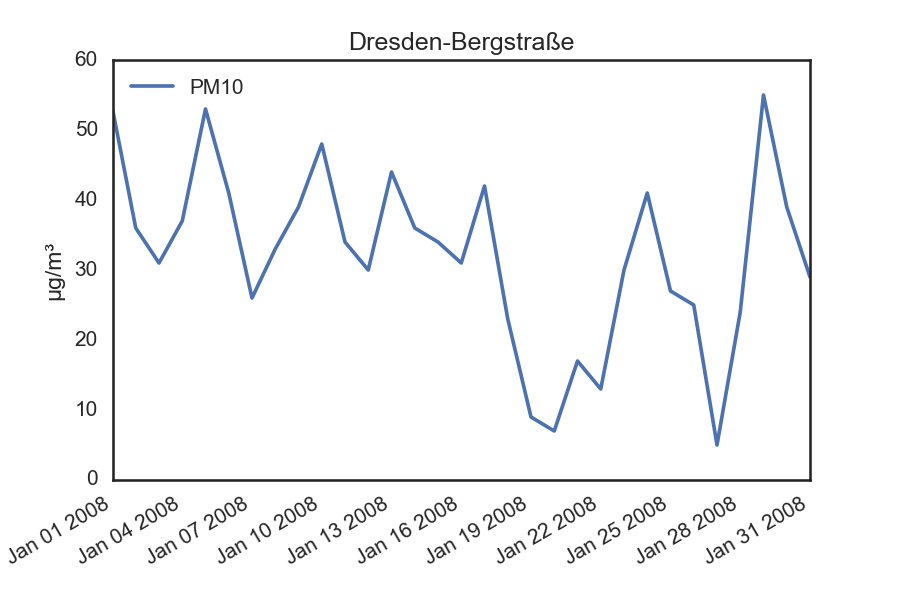 Dresden-Bergstraße
PM10
60
50
40
30
20
10
0
µg/m³
Jan 01 2008
Jan 04 2008
Jan 07 2008
Jan 10 2008
Jan 13 2008
Jan 16 2008
Jan 19 2008
Jan 22 2008
Jan 25 2008
Jan 28 2008
Jan 31 2008